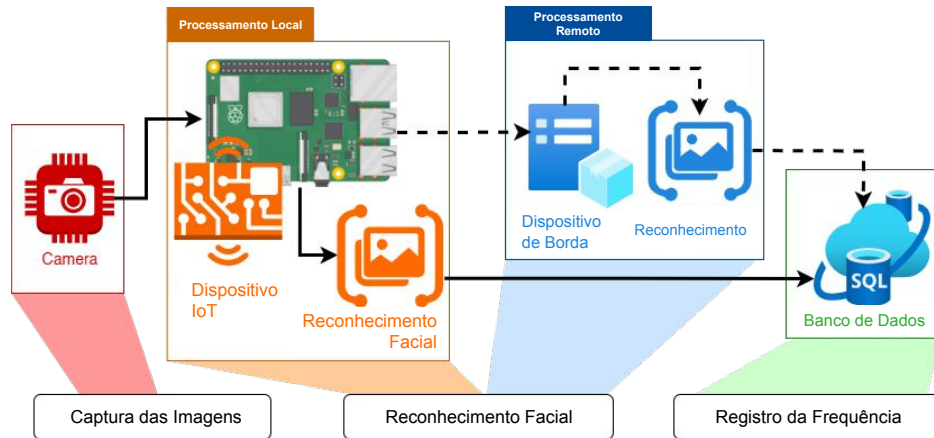 Processamento Local
Processamento
Remoto
Camera
Dispositivo
IoT
Reconhecimento
Facial
Dispositivo
de Borda
Reconhecimento
SQL
Banco de Dados
Captura das Imagens
Reconhecimento Facial
Registro da Frequência